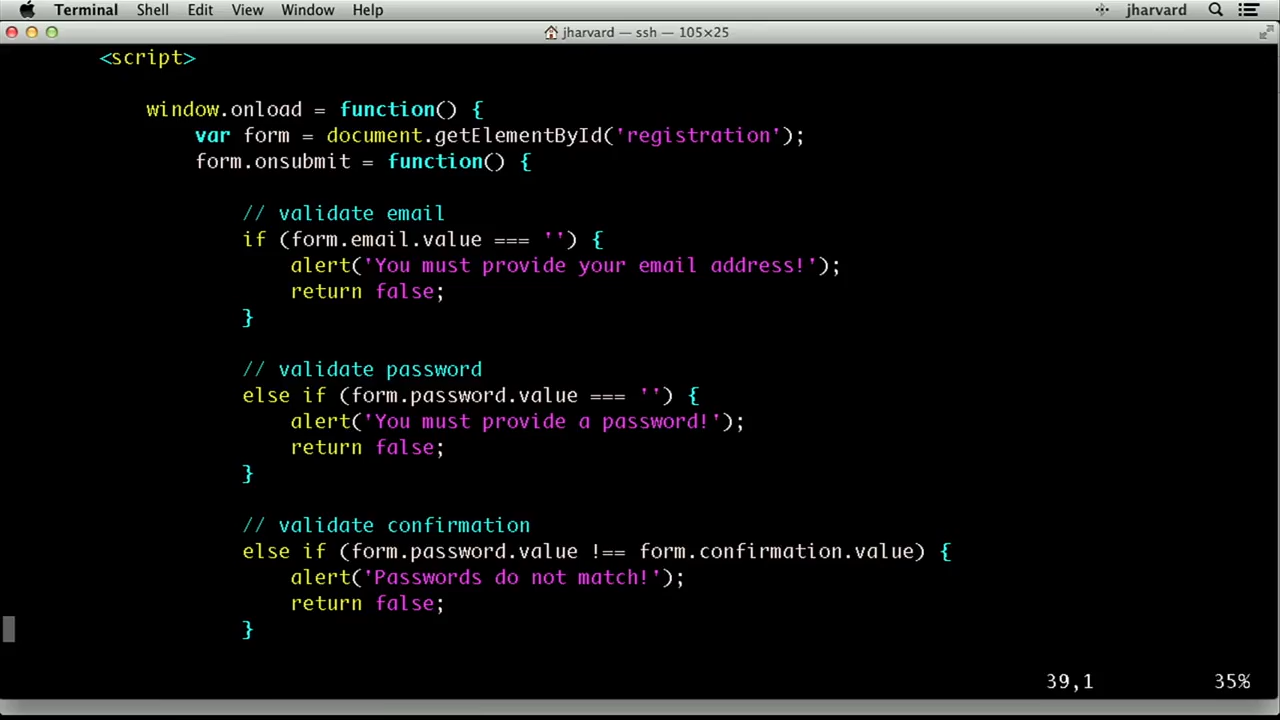 Terminal Shell Edit View Window Help jharvard
jharvard — ssh — 105×25
<script>
window.onload = function() {
var form = document.getElementById('registration');
form.onsubmit = function() {
// validate email
if (form.email.value === '') {
alert('You must provide your email address!');
return false;
}
// validate password
else if (form.password.value === '') {
alert('You must provide a password!');
return false;
}
// validate confirmation
else if (form.password.value !== form.confirmation.value) {
alert('Passwords do not match!');
return false;
}
39,1 35%